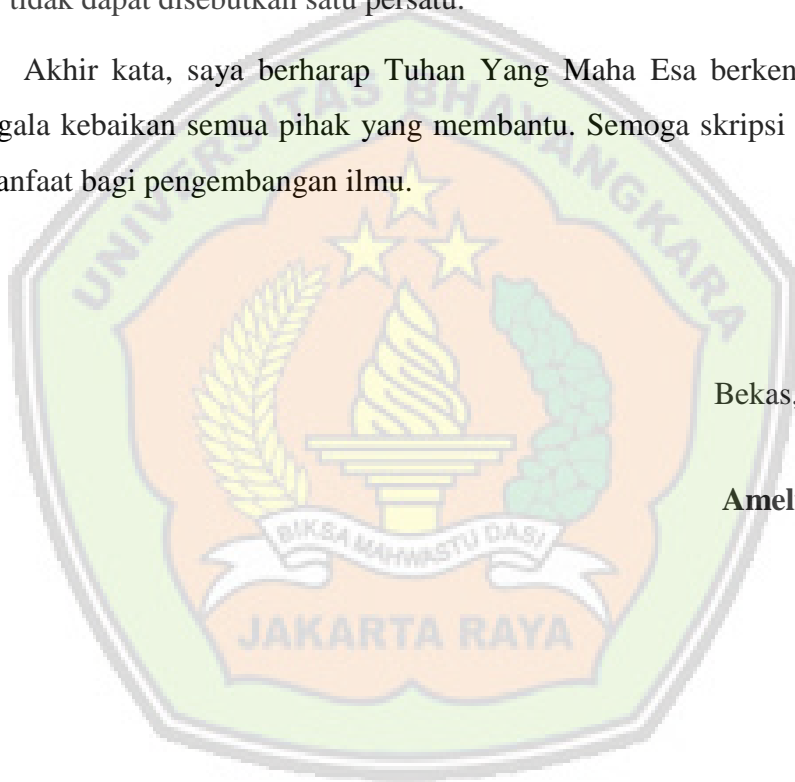 tidak dapat disebutkan satu persatu.
Akhir kata, saya berharap Tuhan Yang Maha Esa berken
gala kebaikan semua pihak yang membantu. Semoga skripsi
anfaat bagi pengembangan ilmu.
Bekas,
Amel
UNIVERSITAS BHAYANGKARA
BIKSA MAHWASTU DASI
JAKARTA RAYA